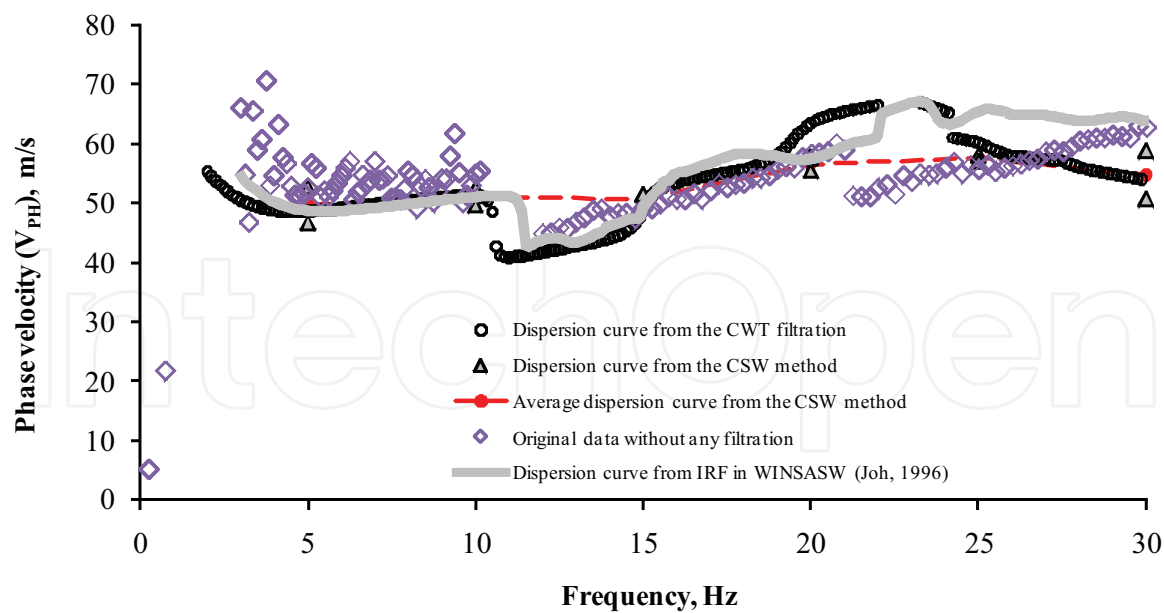 80
70
60
50
40
30
20
10
0
Phase velocity (V_PH), m/s
IntechOpen
Dispersion curve from the CWT filtration
Dispersion curve from the CSW method
Average dispersion curve from the CSW method
Original data without any filtration
Dispersion curve from IRF in WINSASW (Joh, 1996)
0 5 10 15 20 25 30
Frequency, Hz